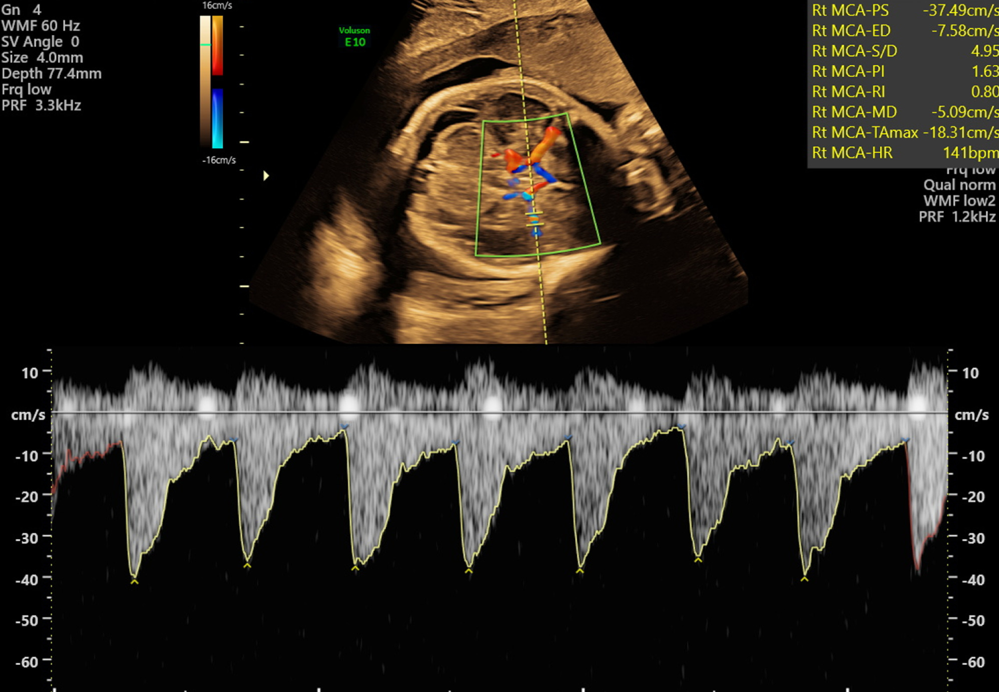 Gn 4
WMF 60 Hz
SV Angle 0
Size 4.0mm
Depth 77.4mm
Frq low
PRF 3.3kHz
16cm/s
-16cm/s
Voluson
E10
Rt MCA-PS -37.49cm/s
Rt MCA-ED -7.58cm/s
Rt MCA-S/D 4.95
Rt MCA-PI 1.63
Rt MCA-RI 0.80
Rt MCA-MD -5.09cm/s
Rt MCA-TAmax -18.31cm/s
Rt MCA-HR 141bpm
Frq low
Qual norm
WMF low2
PRF 1.2kHz
10
cm/s
-10
-20
-30
-40
-50
-60
10
cm/s
-10
-20
-30
-40
-50
-60